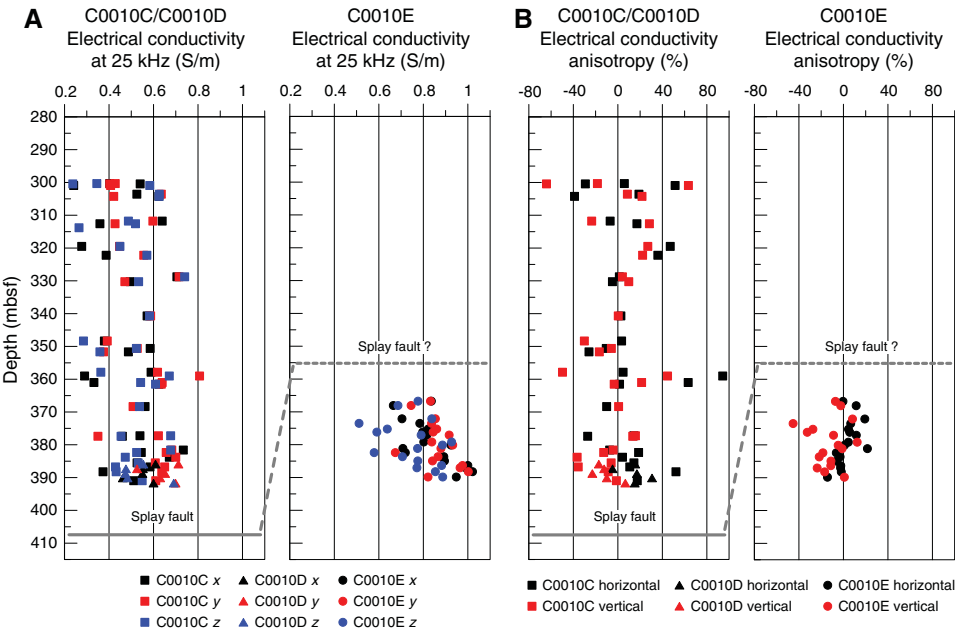 A
C0010C/C0010D
Electrical conductivity
at 25 kHz (S/m)
0.2 0.4 0.6 0.8 1
C0010E
Electrical conductivity
at 25 kHz (S/m)
0.2 0.4 0.6 0.8 1
B
C0010C/C0010D
Electrical conductivity
anisotropy (%)
-80 -40 0 40 80
C0010E
Electrical conductivity
anisotropy (%)
-80 -40 0 40 80
Depth (mbsf)
280
290
300
310
320
330
340
350
360
370
380
390
400
410
Splay fault
Splay fault ?
Splay fault
Splay fault ?
C0010C x C0010D x C0010E x
C0010C y C0010D y C0010E y
C0010C z C0010D z C0010E z
C0010C horizontal C0010D horizontal C0010E horizontal
C0010C vertical C0010D vertical C0010E vertical